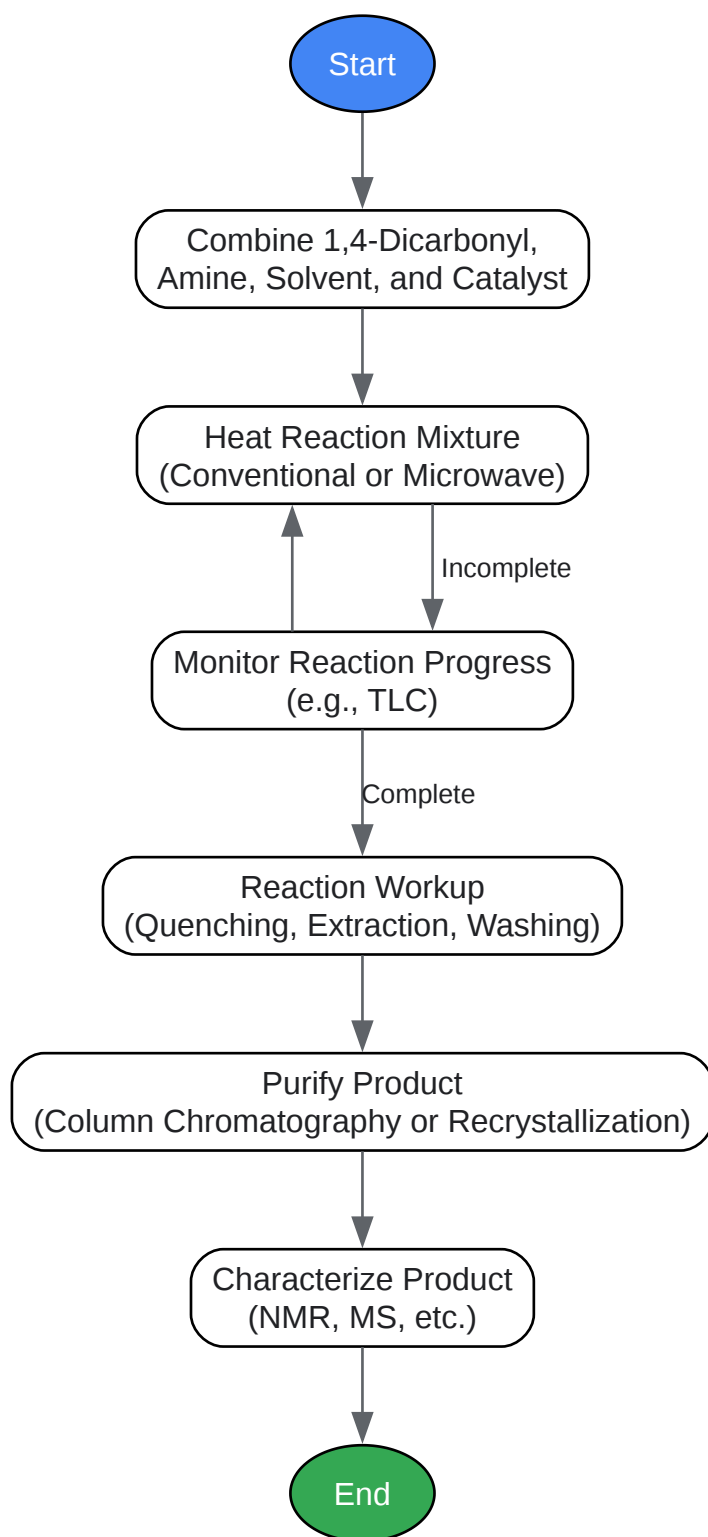 Start
Combine 1,4-Dicarbonyl,
Amine, Solvent, and Catalyst
Heat Reaction Mixture
(Conventional or Microwave)
Incomplete
Monitor Reaction Progress
(e.g., TLC)
Complete
Reaction Workup
(Quenching, Extraction, Washing)
Purify Product
(Column Chromatography or Recrystallization)
Characterize Product
(NMR, MS, etc.)
End